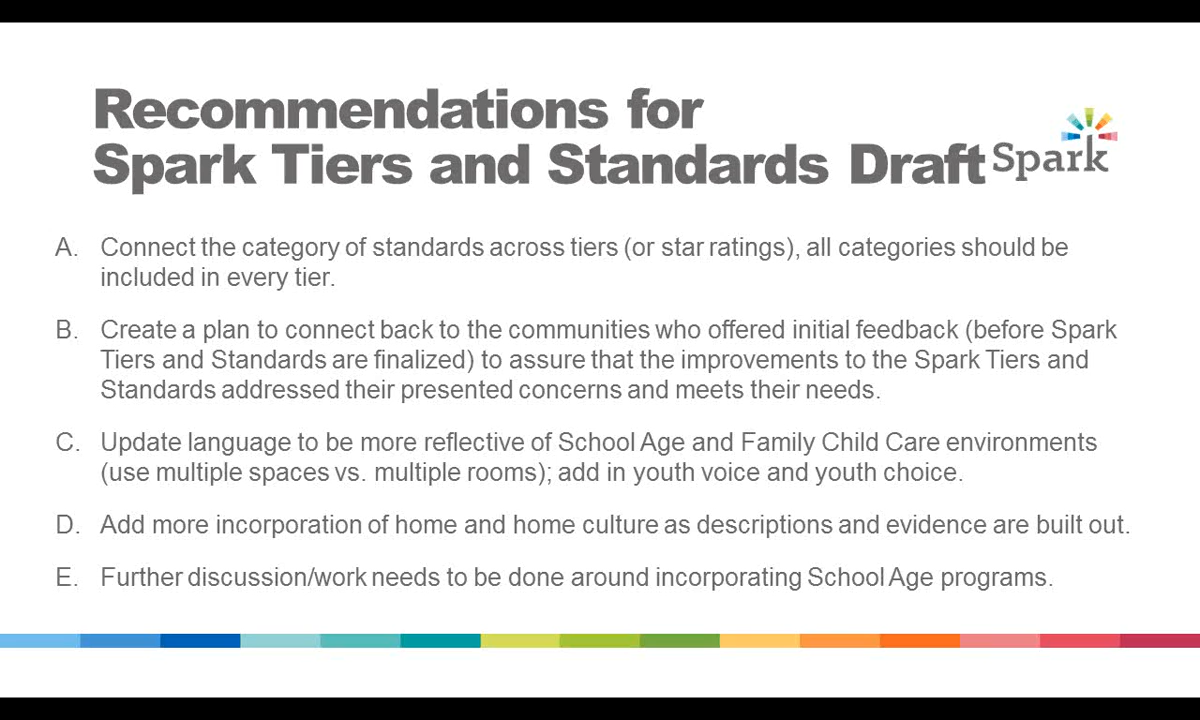 Recommendations for
Spark Tiers and Standards Draft
Spark
A. Connect the category of standards across tiers (or star ratings), all categories should be
included in every tier.
B. Create a plan to connect back to the communities who offered initial feedback (before Spark
Tiers and Standards are finalized) to assure that the improvements to the Spark Tiers and
Standards addressed their presented concerns and meets their needs.
C. Update language to be more reflective of School Age and Family Child Care environments
(use multiple spaces vs. multiple rooms); add in youth voice and youth choice.
D. Add more incorporation of home and home culture as descriptions and evidence are built out.
E. Further discussion/work needs to be done around incorporating School Age programs.